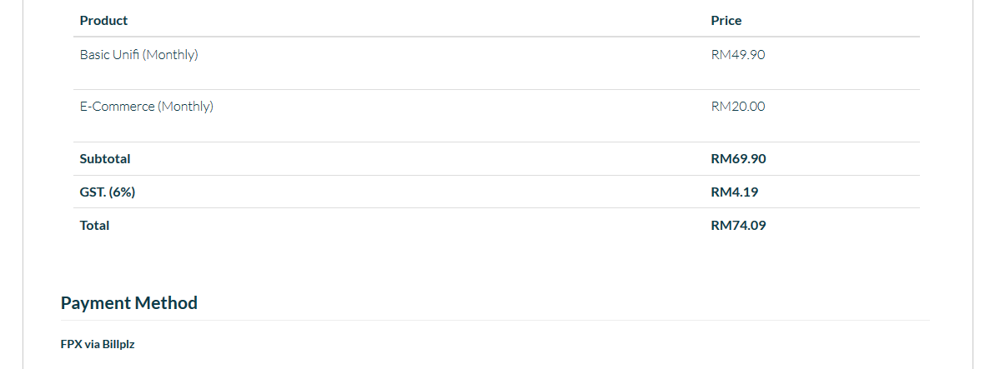 Product Price
Basic Unifi (Monthly) RM49.90
E-Commerce (Monthly) RM20.00
Subtotal RM69.90
GST. (6%) RM4.19
Total RM74.09
Payment Method
FPX via Billplz